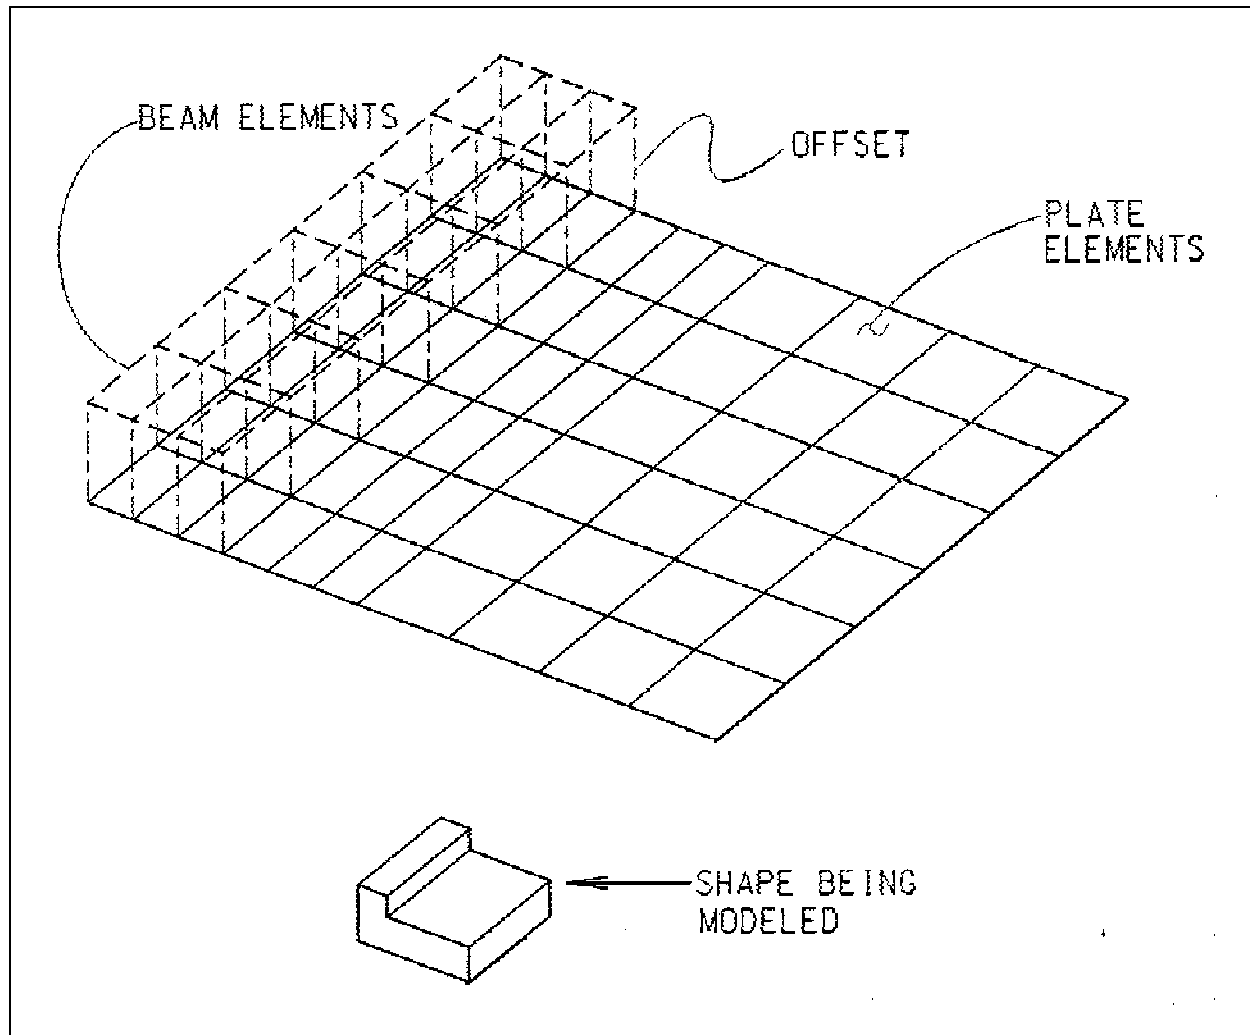 BEAM ELEMENTS
OFFSET
PLATE
ELEMENTS
SHAPE BEING
MODELED